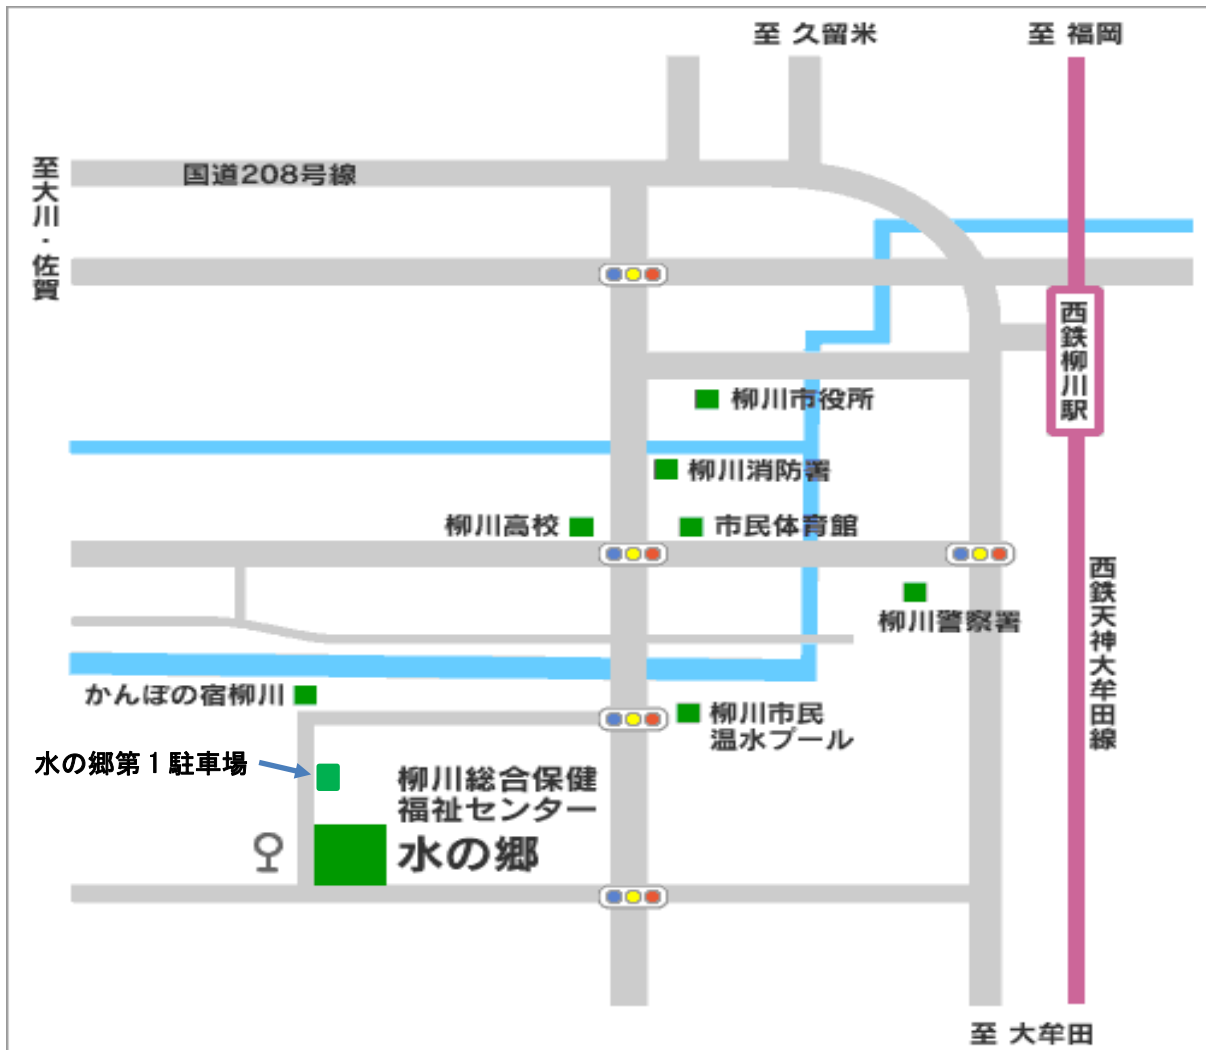 至 久留米
至 福岡
至大川・佐賀
国道208号線
西鉄柳川駅
柳川市役所
柳川消防署
柳川高校
市民体育館
西鉄天神大牟田線
柳川警察署
かんぽの宿柳川
柳川市民
温水プール
水の郷第１駐車場
柳川総合保健
福祉センター
水の郷
至 大牟田